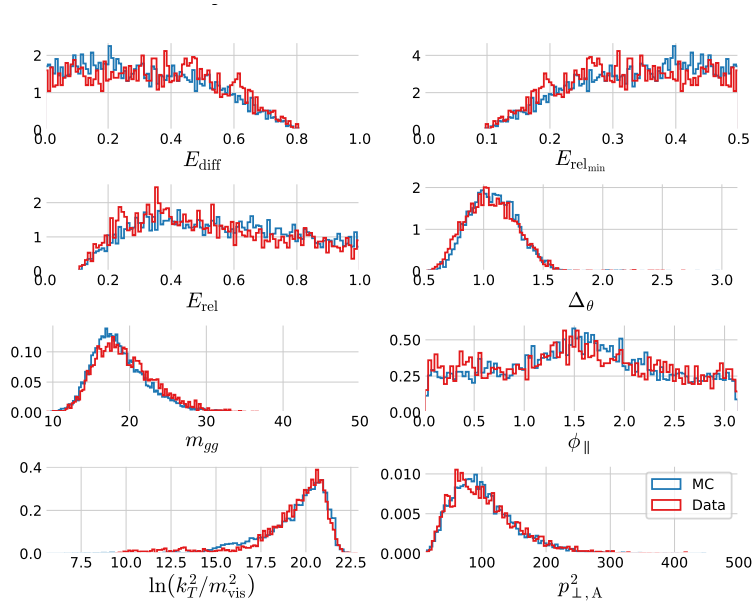 2
1
0
0.0 0.2 0.4 0.6 0.8 1.0
E_diff
4
2
0
0.0 0.1 0.2 0.3 0.4 0.5
E_rel_min
2
1
0
0.0 0.2 0.4 0.6 0.8 1.0
E_rel
2
1
0
0.5 1.0 1.5 2.0 2.5 3.0
Δ_θ
0.10
0.05
0.00
10 20 30 40 50
m_gg
0.50
0.25
0.00
0.0 0.5 1.0 1.5 2.0 2.5 3.0
ϕ_∥
0.4
0.2
0.0
7.5 10.0 12.5 15.0 17.5 20.0 22.5
ln(k_T^2/m_vis^2)
0.010
0.005
0.000
100 200 300 400 500
p_⊥,A^2
MC
Data